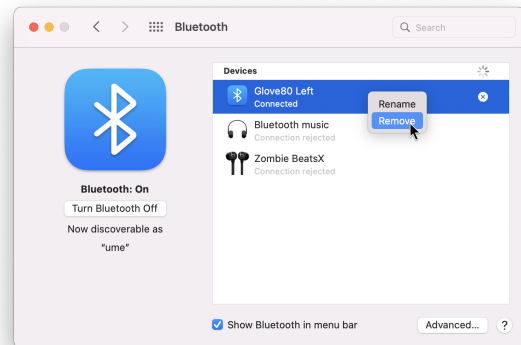 Bluetooth
Search
Devices
Glove80 Left
Connected
Rename
Remove
Bluetooth music
Connection rejected
Zombie BeatsX
Connection rejected
Bluetooth: On
Turn Bluetooth Off
Now discoverable as
“ume”
Show Bluetooth in menu bar
Advanced...
?